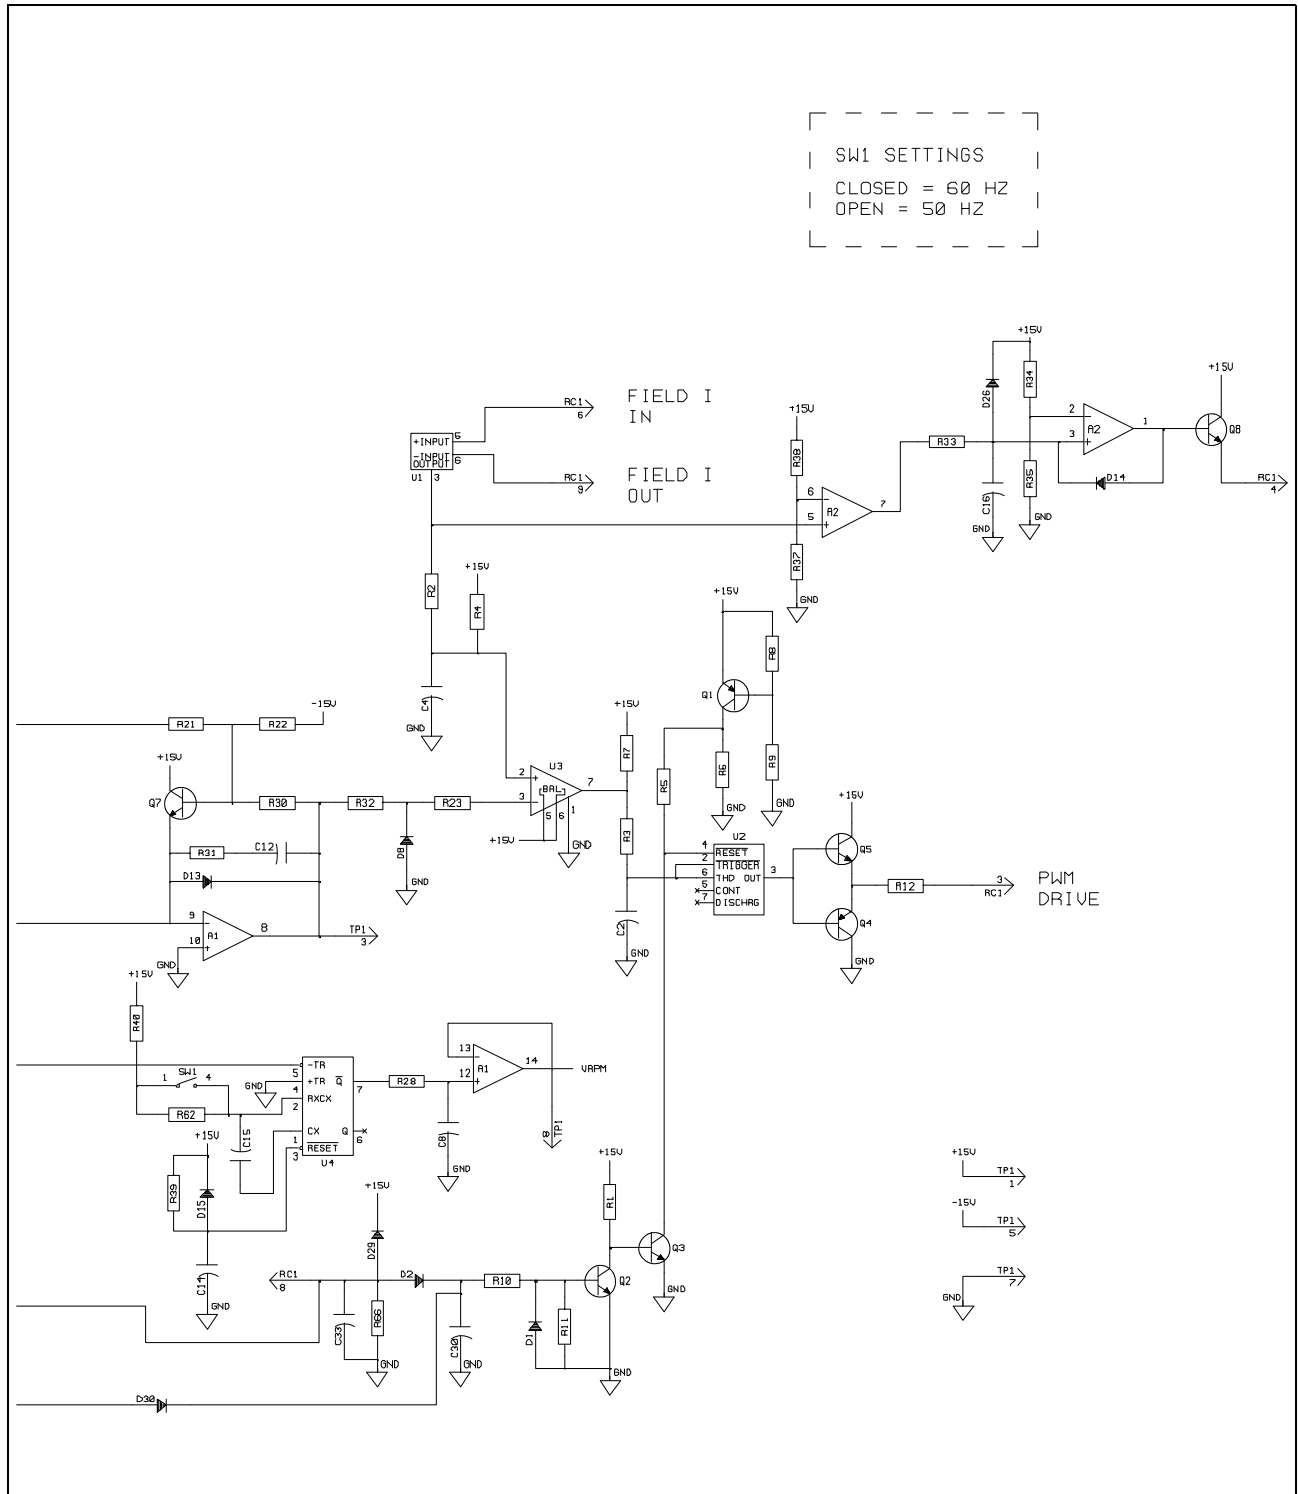 SW1 SETTINGS
CLOSED = 60 HZ
OPEN = 50 HZ
+15V
R34
D26
2
3
A2
1
R35
D14
C16
GND
GND
R33
+15V
Q8
RC1
4
FIELD I
IN
RC1
6
+INPUT 5
-INPUT 6
OUTPUT
U1 3
RC1
9
FIELD I
OUT
+15V
R38
6
5
A2
7
R37
GND
R2
+15V
R4
C4
GND
+15V
R8
Q1
R6
R9
GND
GND
R21
R22
-15V
+15V
Q7
R30
R32
R23
R31
C12
D13
D8
GND
9
10
A1
8
GND
TP1
3
U3
2
3
BAL
7
5
6
1
+15V
GND
+15V
R7
R3
C2
GND
R5
U2
4 RESET
2 TRIGGER
6 THD OUT 3
5 CONT
7 DISCHRG
+15V
Q5
Q4
GND
R12
3
RC1
PWM
DRIVE
+15V
R40
SW1
1 4
R62
C15
GND
-TR
5 +TR Q
4 RXCX 7
2
CX Q
1 RESET 6
3
U4
R28
C8
GND
13
12
A1
14
VRPM
TP1
8
+15V
R39
D15
C14
GND
+15V
D29
RC1
8
D2
C33
R66
GND
C30
GND
R10
D1
R11
GND
+15V
R1
Q2
Q3
GND
D30
+15V
TP1
1
-15V
TP1
5
TP1
7
GND